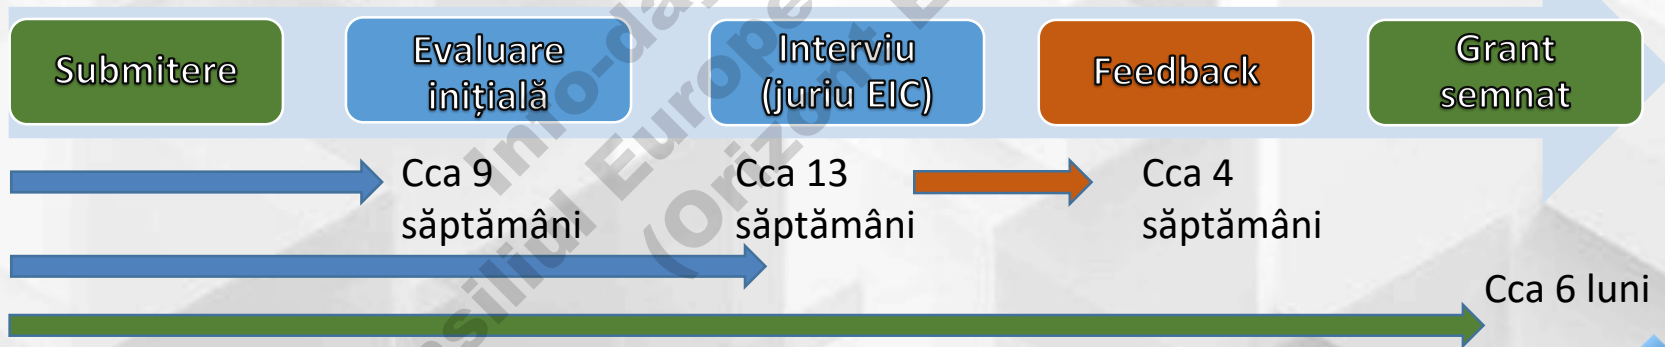 Submitere
Evaluare
inițială
Interviu
(juriu EIC)
Feedback
Grant
semnat
Cca 9
săptămâni
Cca 13
săptămâni
Cca 4
săptămâni
Cca 6 luni
(Orizont